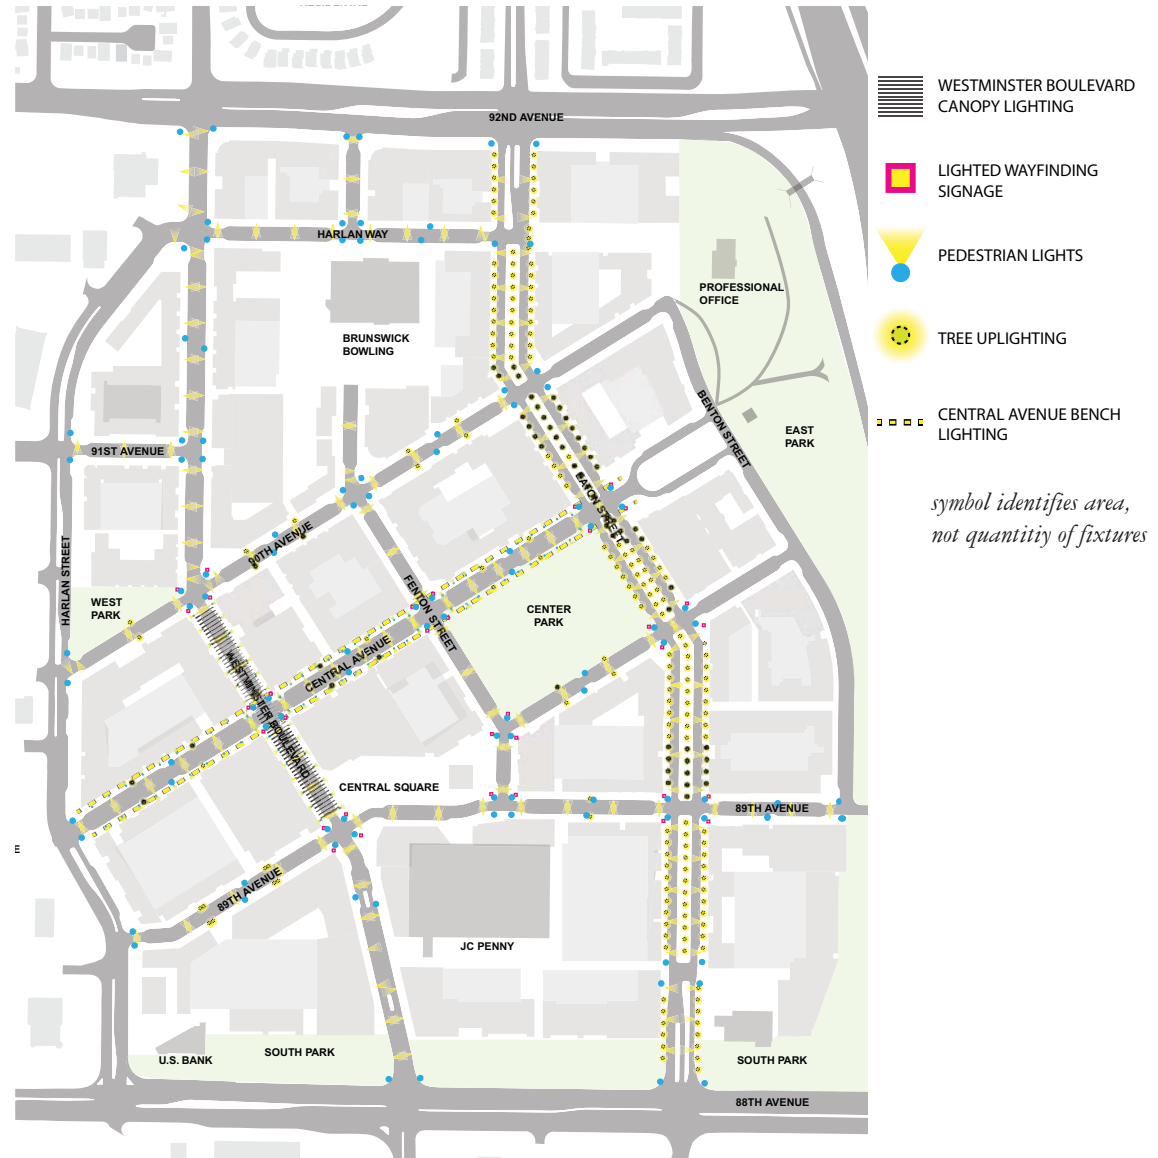 92ND AVENUE
WESTMINSTER BOULEVARD
CANOPY LIGHTING
LIGHTED WAYFINDING
SIGNAGE
PEDESTRIAN LIGHTS
TREE UPLIGHTING
CENTRAL AVENUE BENCH
LIGHTING
symbol identifies area,
not quantitiy of fixtures
HARLAN WAY
PROFESSIONAL
OFFICE
BRUNSWICK
BOWLING
BENTON STREET
EAST
PARK
91ST AVENUE
EATON STREET
90TH AVENUE
HARLAN STREET
WEST
PARK
FENTON STREET
CENTER
PARK
CENTRAL AVENUE
WESTMINSTER BOULEVARD
CENTRAL SQUARE
89TH AVENUE
E
89TH AVENUE
JC PENNY
SOUTH PARK
U.S. BANK
SOUTH PARK
88TH AVENUE